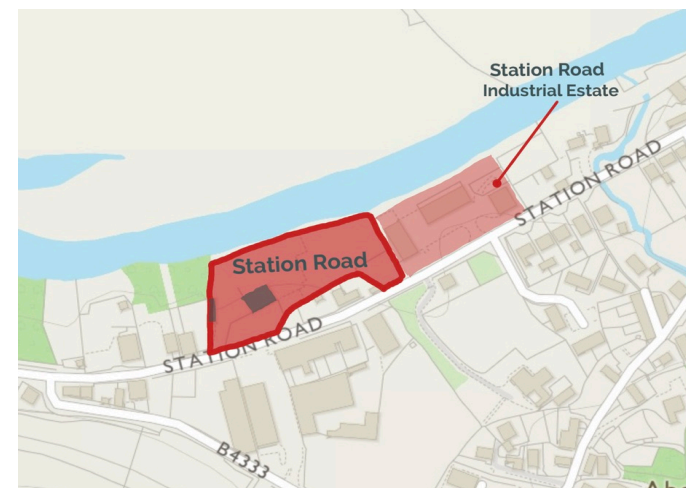 Station Road
Industrial Estate
STATION ROAD
Station Road
STATION ROAD
B4333